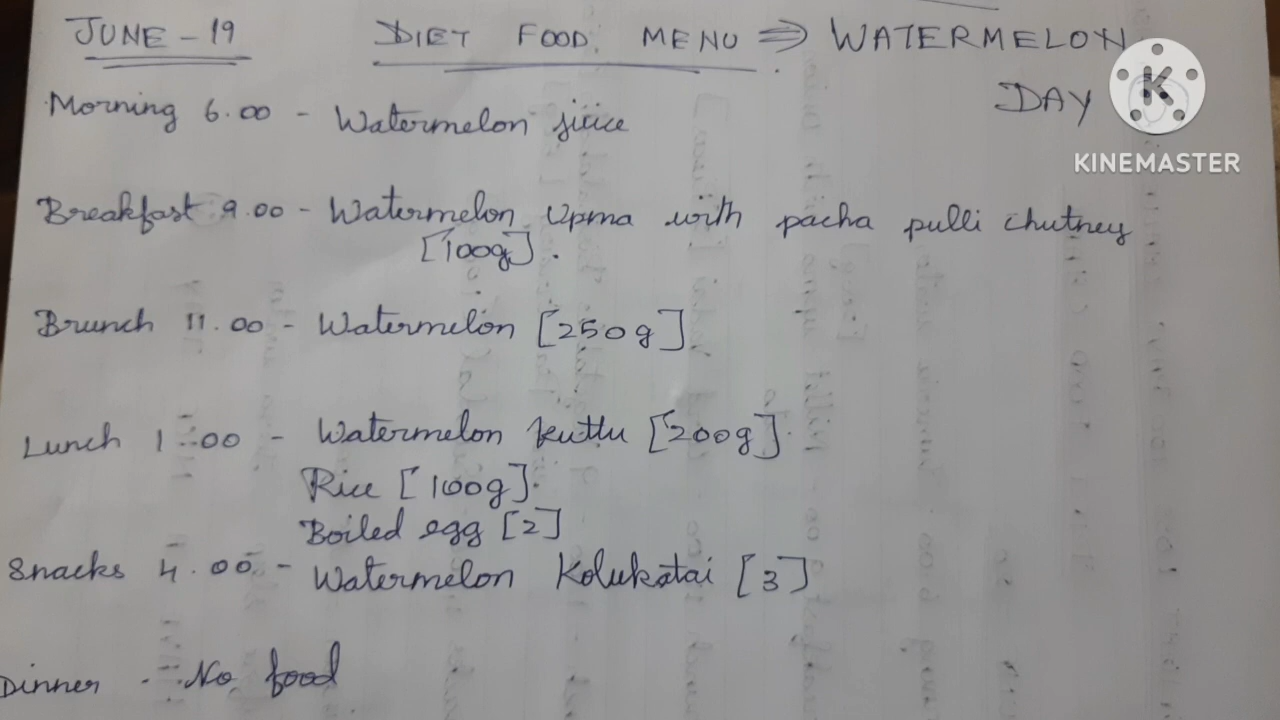 JUNE - 19 DIET FOOD MENU ⇒ WATERMELON
DAY
KINEMASTER
Morning 6.00 - Watermelon juice
Breakfast 9.00 - Watermelon Upma with pacha pulli chutney
[100g].
Brunch 11.00 - Watermelon [250g]
Lunch 1.00 - Watermelon kuttu [200g].
Rice [100g].
Boiled egg [2]
Snacks 4.00 - Watermelon Kolukatai [3]
Dinner - No food